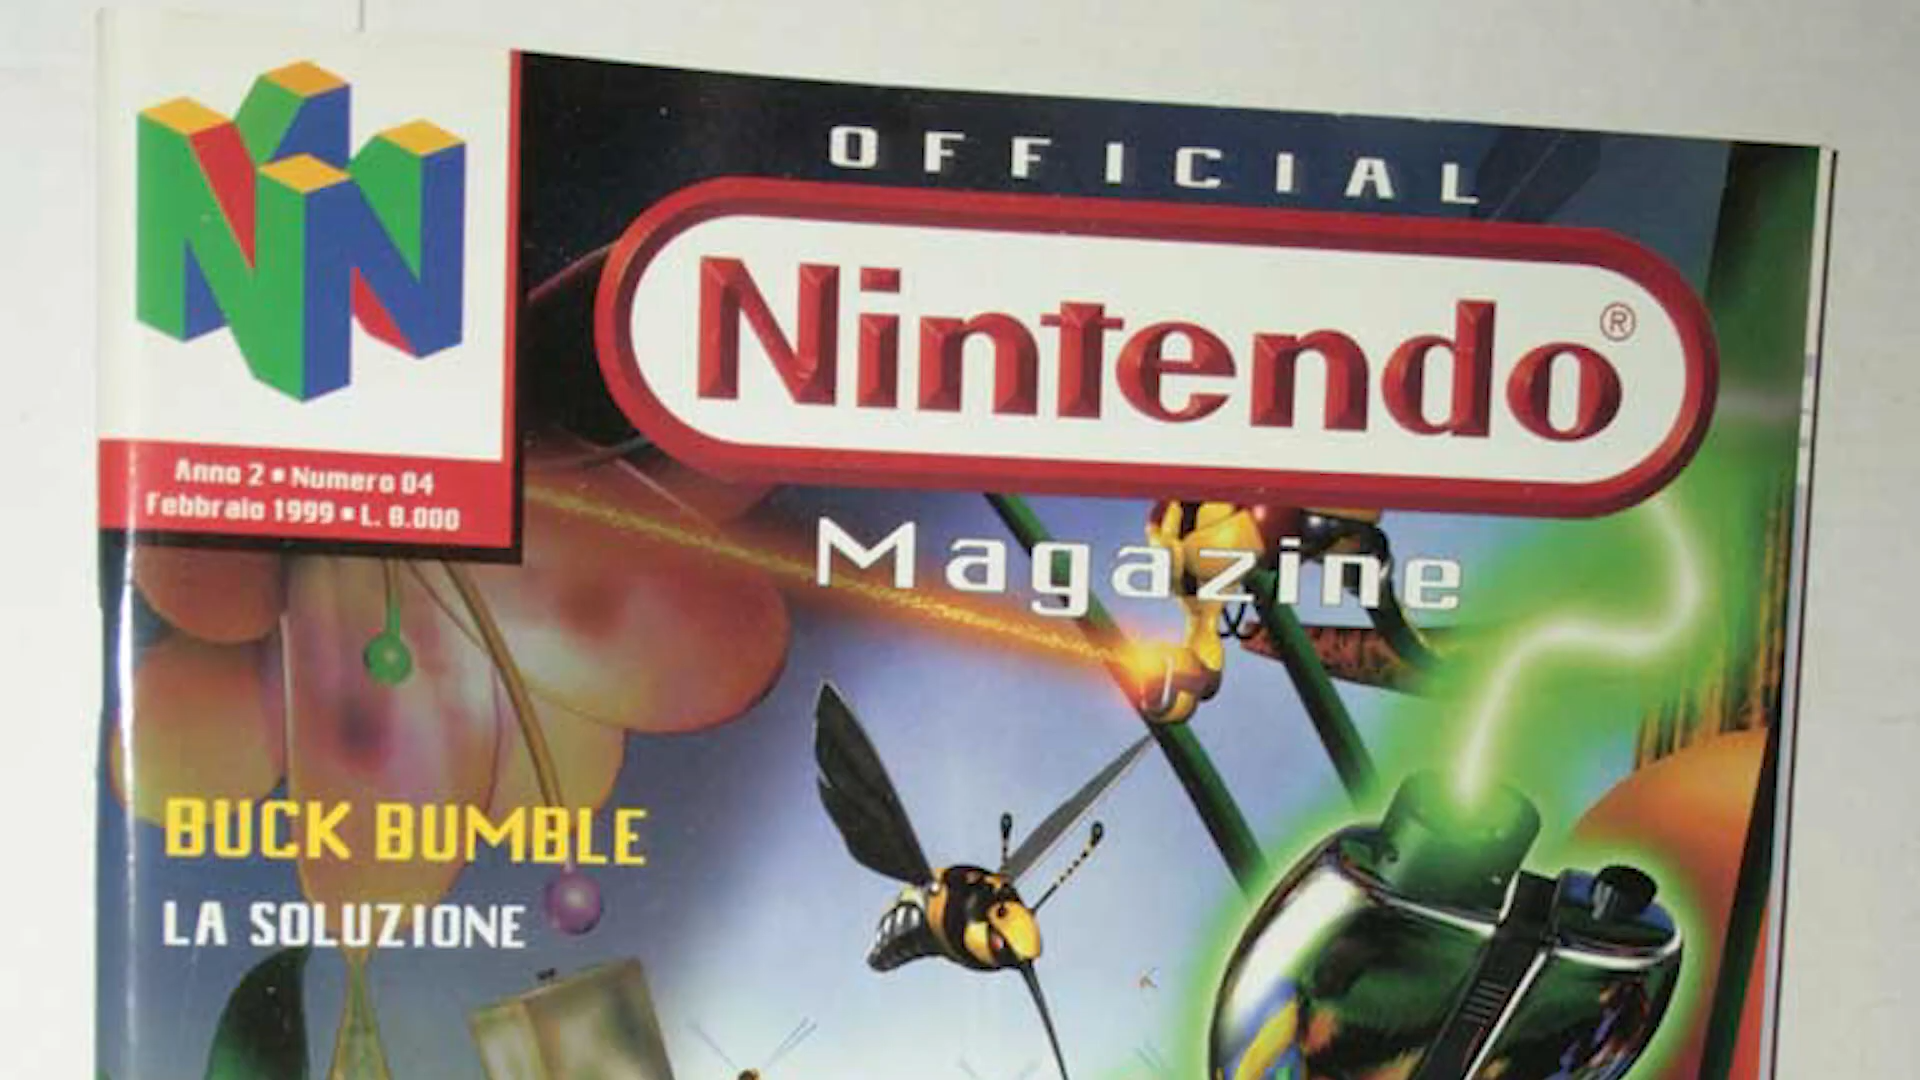 OFFICIAL
Nintendo®
Magazine
Anno 2 • Numero 04
Febbraio 1999 • L. 8.000
BUCK BUMBLE
LA SOLUZIONE